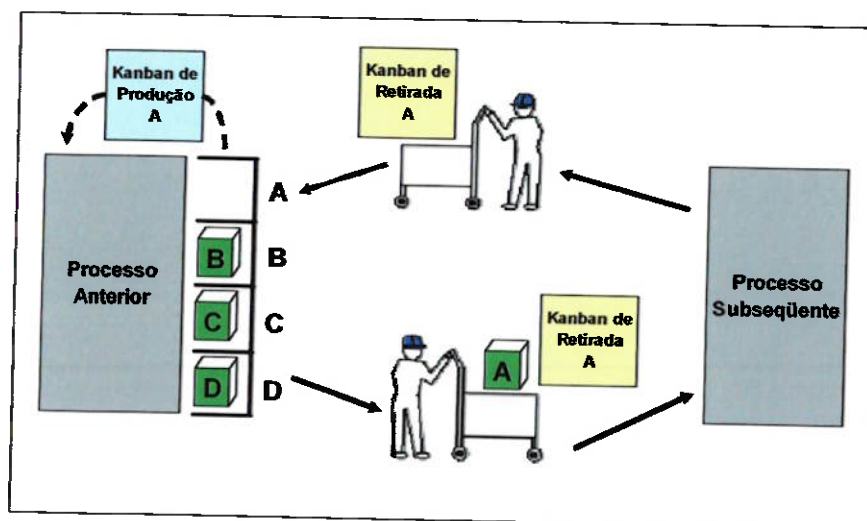 Kanban de
Produção
A
Kanban de
Retirada
A
A
B
B
C
C
D
D
Processo
Anterior
Processo
Subseqüente
A
Kanban de
Retirada
A